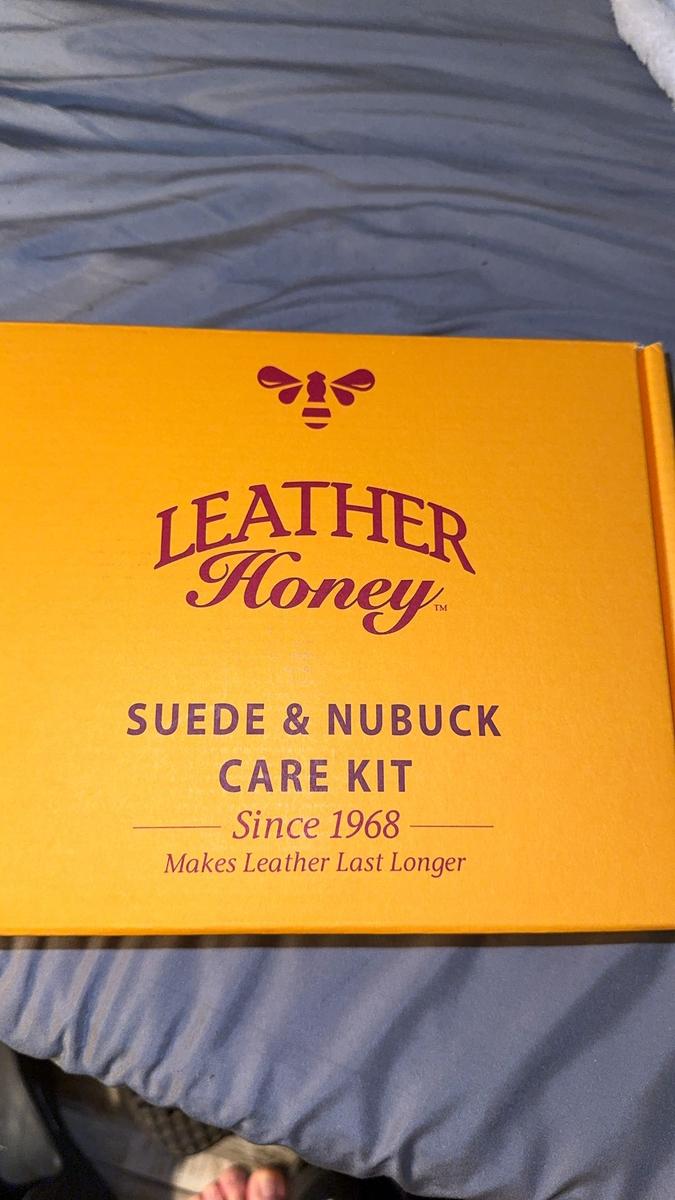 LEATHER
Honey™
SUEDE & NUBUCK
CARE KIT
Since 1968
Makes Leather Last Longer